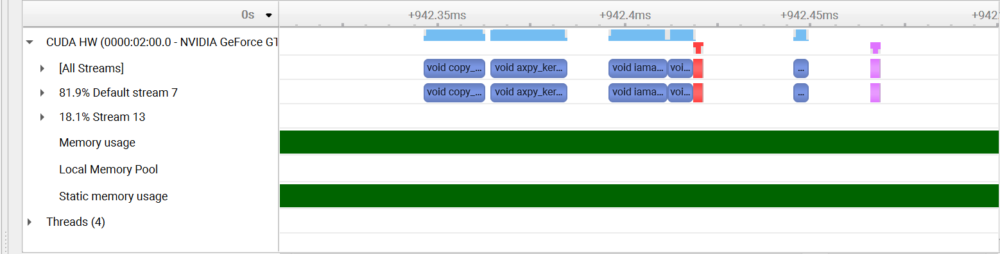 0s +942.35ms +942.4ms +942.45ms +942
CUDA HW (0000:02:00.0 - NVIDIA GeForce GT
[All Streams] void copy_... void axpy_ker... void iama... voi... ...
81.9% Default stream 7 void copy_... void axpy_ker... void iama... voi... ...
18.1% Stream 13
Memory usage
Local Memory Pool
Static memory usage
Threads (4)